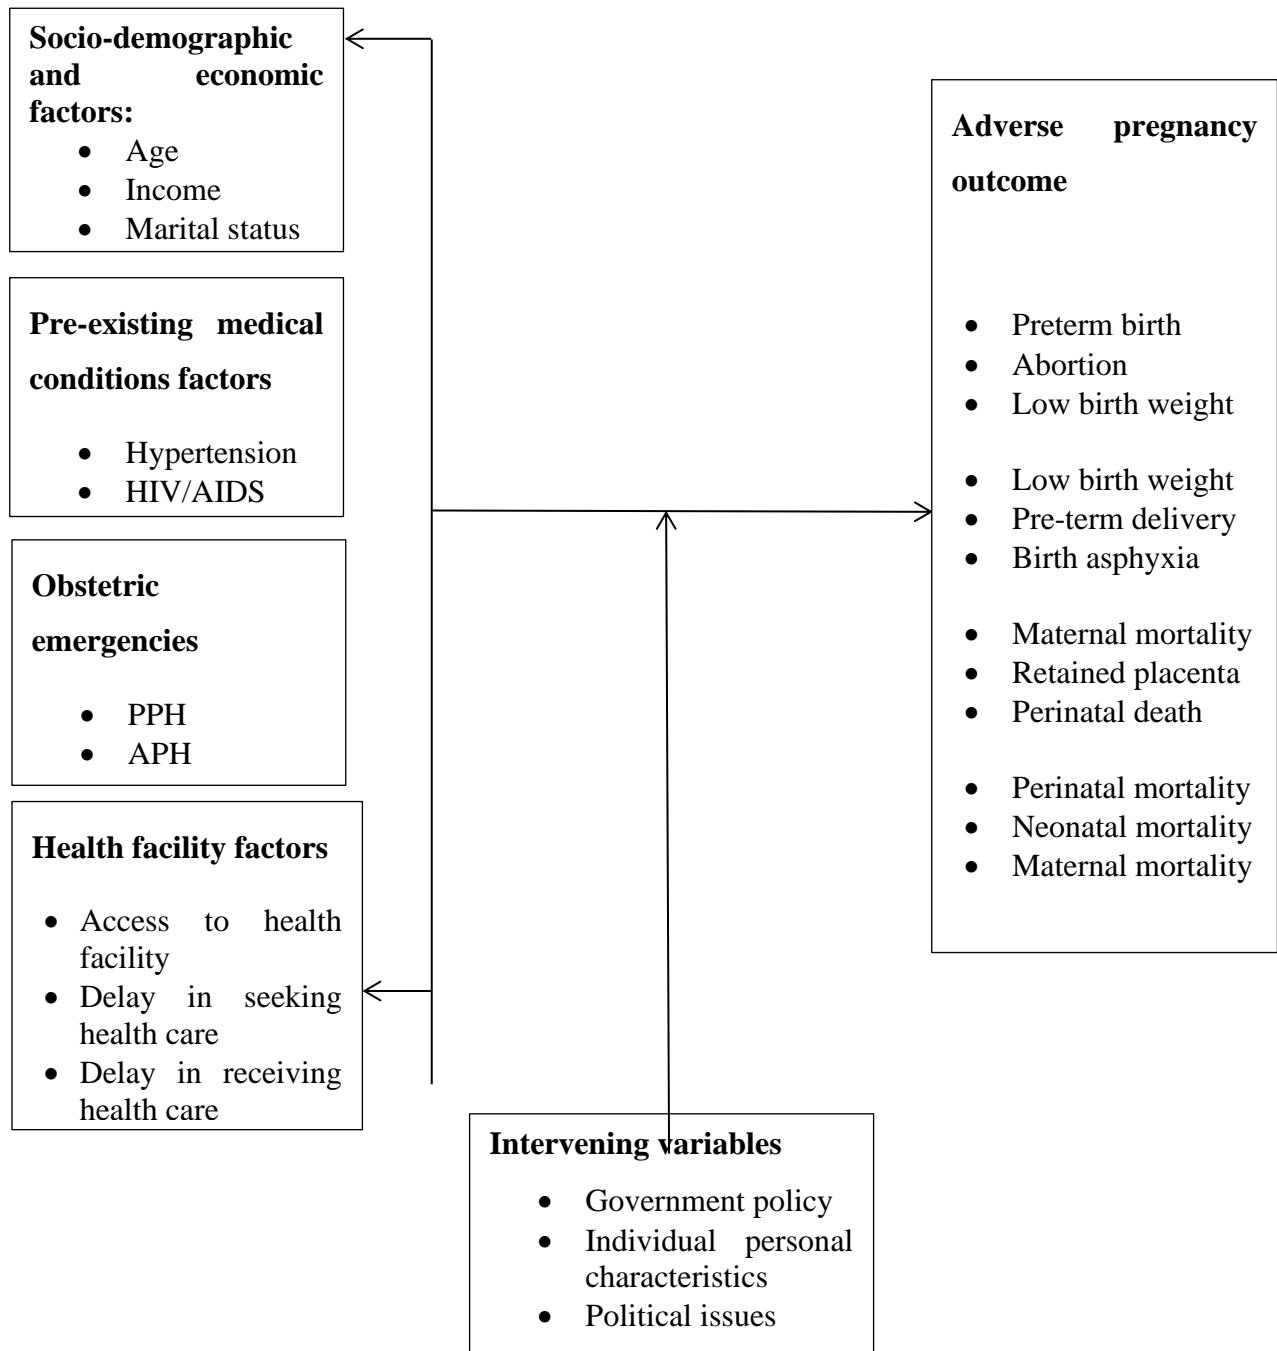 Socio-demographic
and economic
factors:
• Age
• Income
• Marital status
Pre-existing medical
conditions factors
• Hypertension
• HIV/AIDS
Obstetric
emergencies
• PPH
• APH
Health facility factors
• Access to health
facility
• Delay in seeking
health care
• Delay in receiving
health care
Adverse pregnancy
outcome
• Preterm birth
• Abortion
• Low birth weight
• Low birth weight
• Pre-term delivery
• Birth asphyxia
• Maternal mortality
• Retained placenta
• Perinatal death
• Perinatal mortality
• Neonatal mortality
• Maternal mortality
Intervening variables
• Government policy
• Individual personal
characteristics
• Political issues